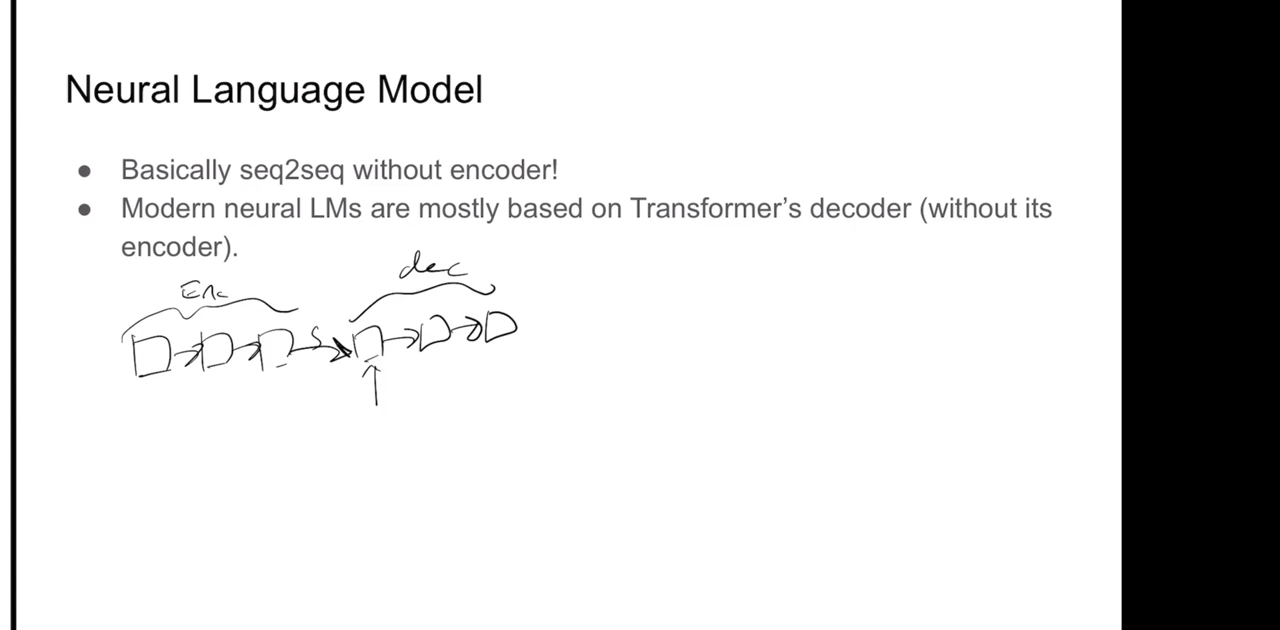 Neural Language Model
● Basically seq2seq without encoder!
● Modern neural LMs are mostly based on Transformer’s decoder (without its
encoder).
dec
Enc
S